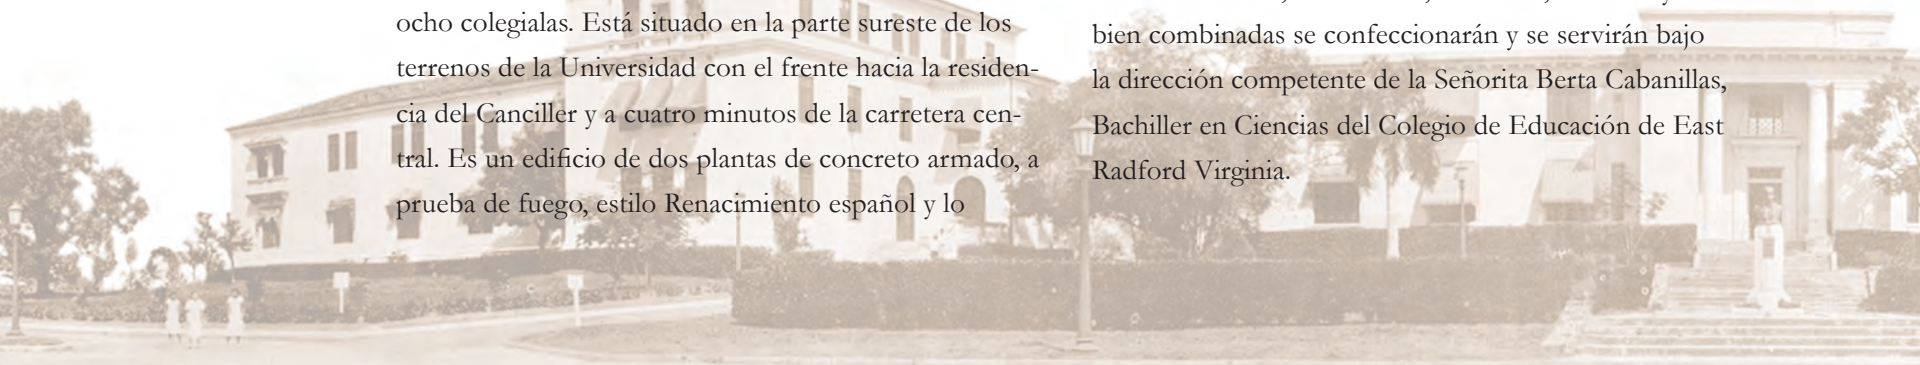 ocho colegialas. Está situado en la parte sureste de los
terrenos de la Universidad con el frente hacia la residen-
cia del Canciller y a cuatro minutos de la carretera cen-
tral. Es un edificio de dos plantas de concreto armado, a
prueba de fuego, estilo Renacimiento español y lo
bien combinadas se confeccionarán y se servirán bajo
la dirección competente de la Señorita Berta Cabanillas,
Bachiller en Ciencias del Colegio de Educación de East
Radford Virginia.